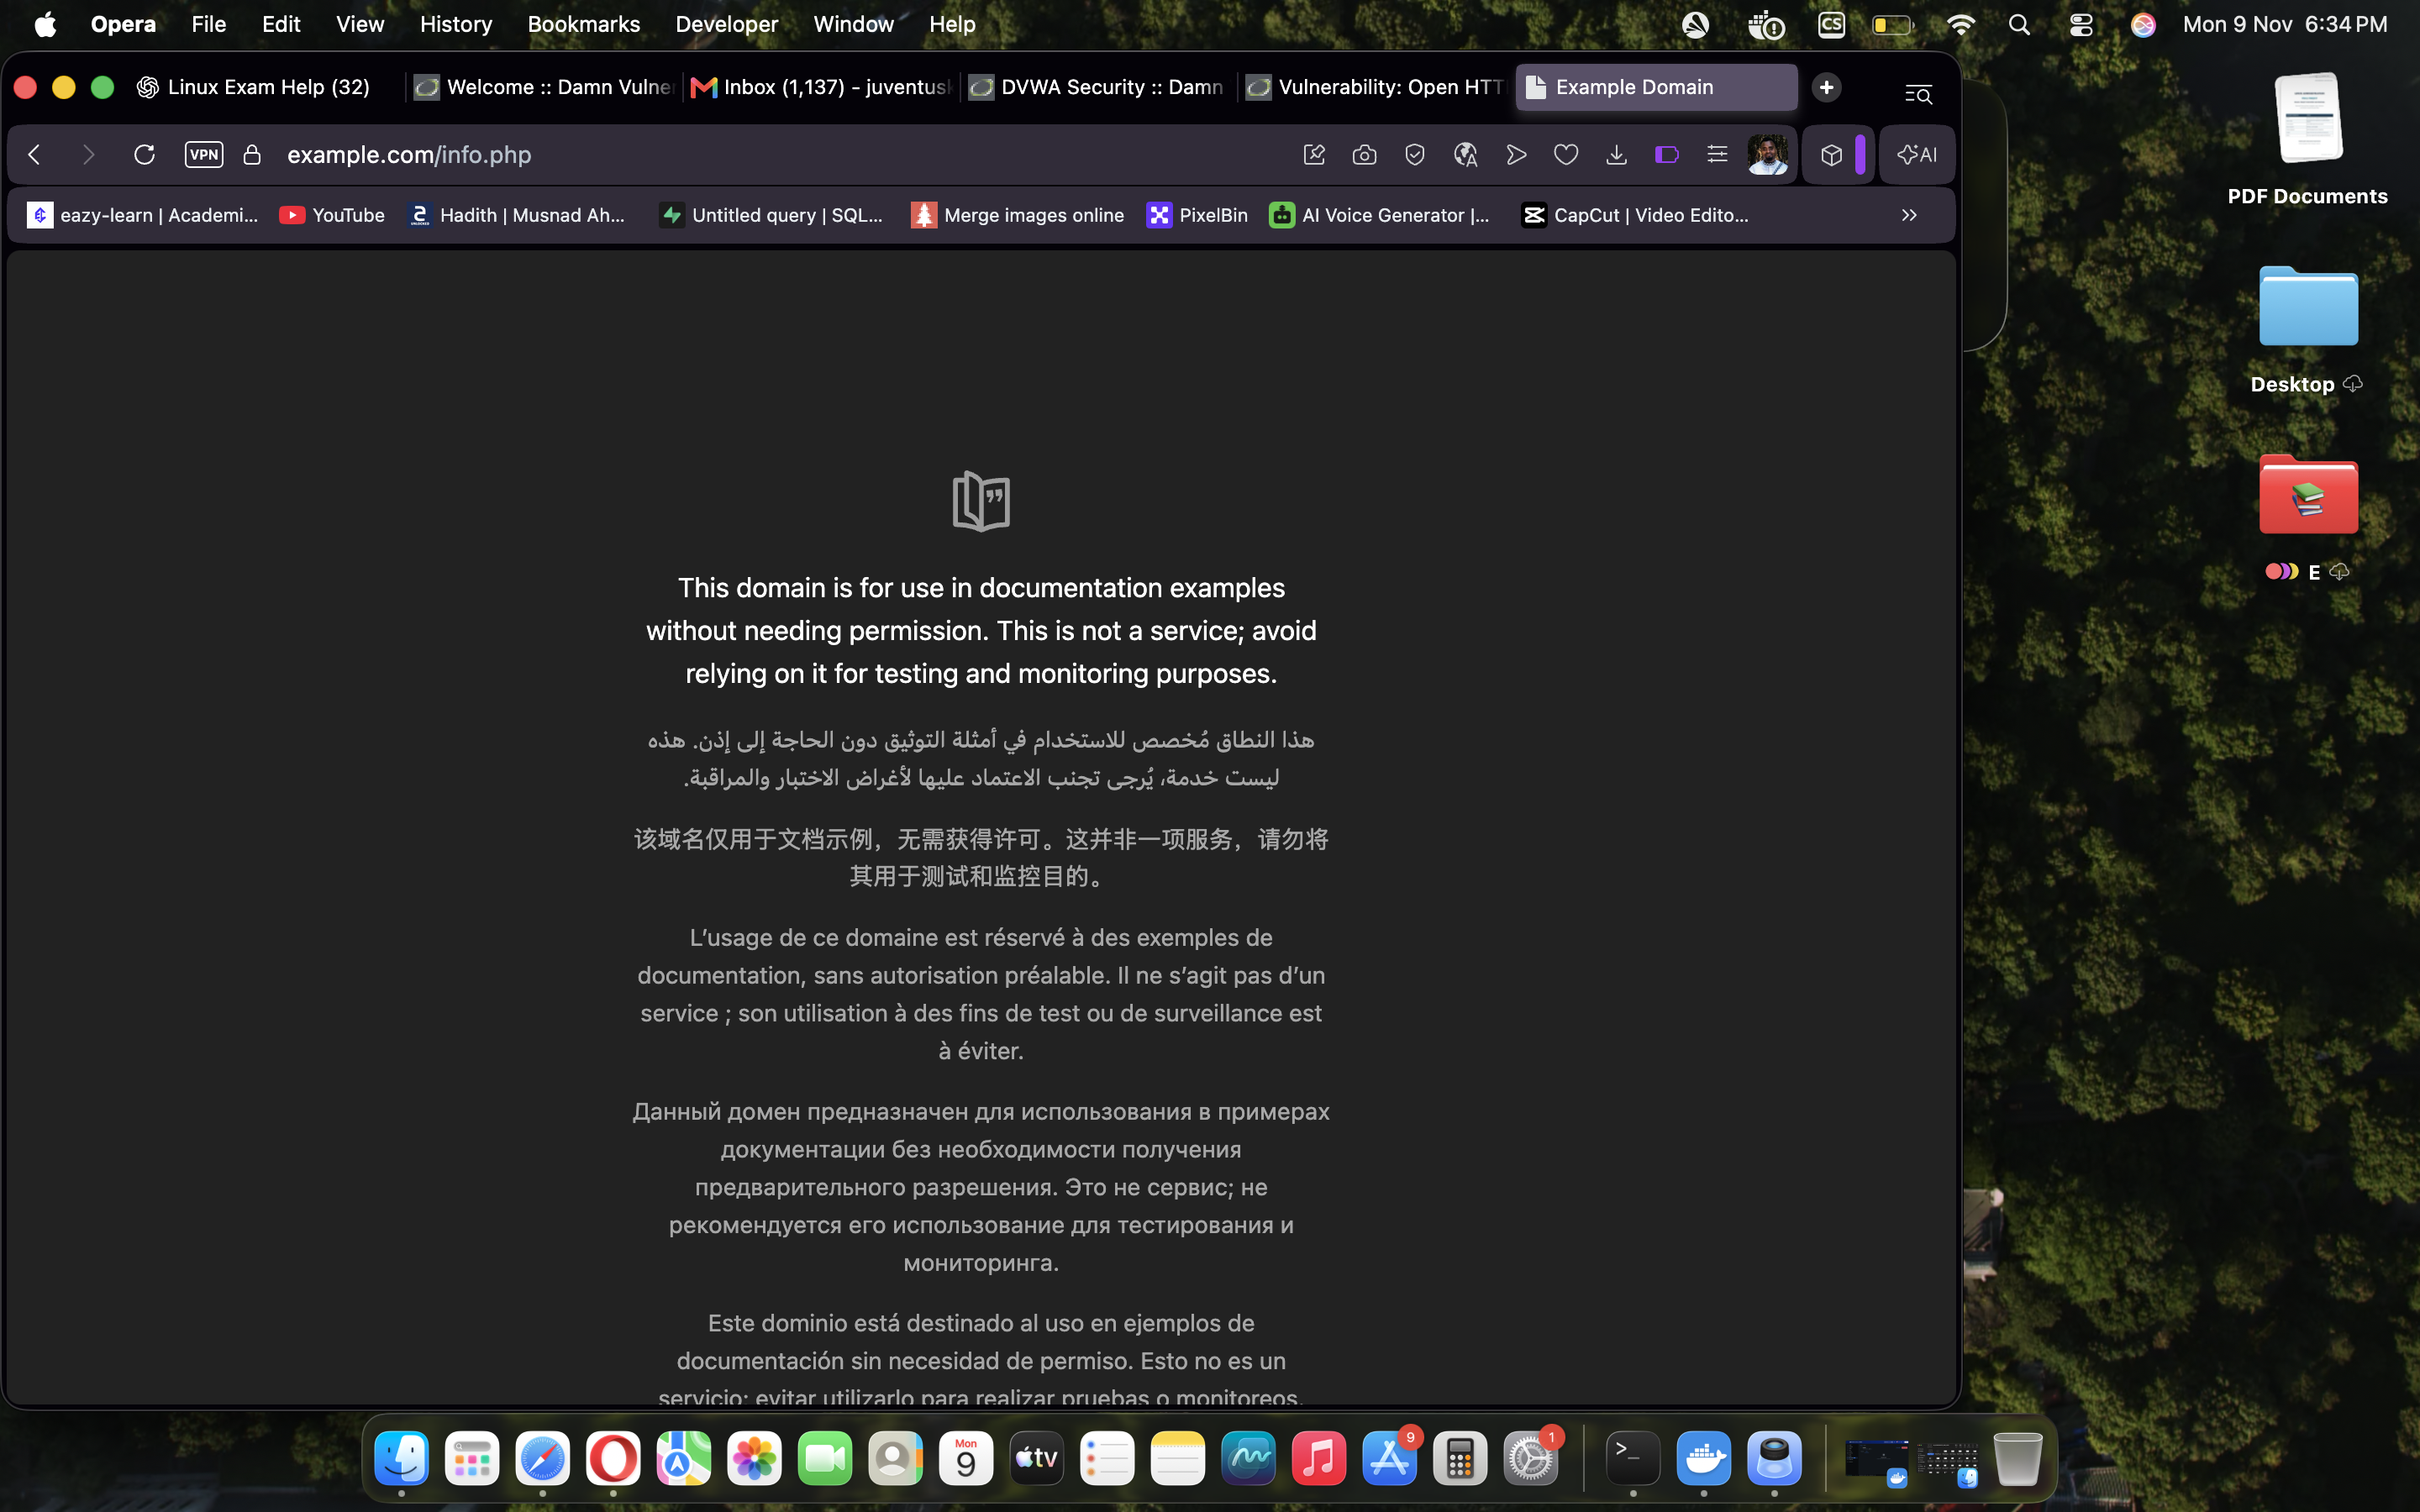 Opera File Edit View History Bookmarks Developer Window Help CS Mon 9 Nov 6:34 PM
Linux Exam Help (32) Welcome :: Damn Vulne Inbox (1,137) - juventus DVWA Security :: Damn Vulnerability: Open HTT Example Domain
VPN example.com/info.php AI
eazy-learn | Academi... YouTube Hadith | Musnad Ah... Untitled query | SQL... Merge images online PixelBin AI Voice Generator |... CapCut | Video Edito...
This domain is for use in documentation examples
without needing permission. This is not a service; avoid
relying on it for testing and monitoring purposes.
هذا النطاق مُخصص للاستخدام في أمثلة التوثيق دون الحاجة إلى إذن. هذه
ليست خدمة، يُرجى تجنب الاعتماد عليها لأغراض الاختبار والمراقبة.
该域名仅用于文档示例，无需获得许可。这并非一项服务，请勿将
其用于测试和监控目的。
L’usage de ce domaine est réservé à des exemples de
documentation, sans autorisation préalable. Il ne s’agit pas d’un
service ; son utilisation à des fins de test ou de surveillance est
à éviter.
Данный домен предназначен для использования в примерах
документации без необходимости получения
предварительного разрешения. Это не сервис; не
рекомендуется его использование для тестирования и
мониторинга.
Este dominio está destinado al uso en ejemplos de
documentación sin necesidad de permiso. Esto no es un
servicio; evitar utilizarlo para realizar pruebas o monitoreos.
PDF Documents
Desktop
E
Mon
9
tv
9
1